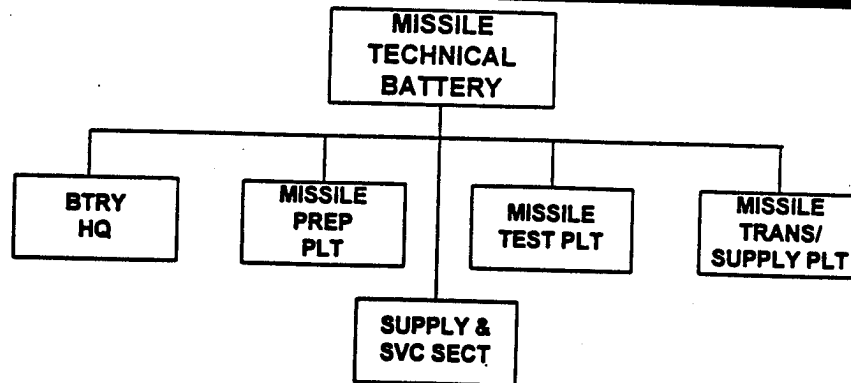 MISSILE
TECHNICAL
BATTERY
BTRY
HQ
MISSILE
PREP
PLT
MISSILE
TEST PLT
MISSILE
TRANS/
SUPPLY PLT
SUPPLY &
SVC SECT